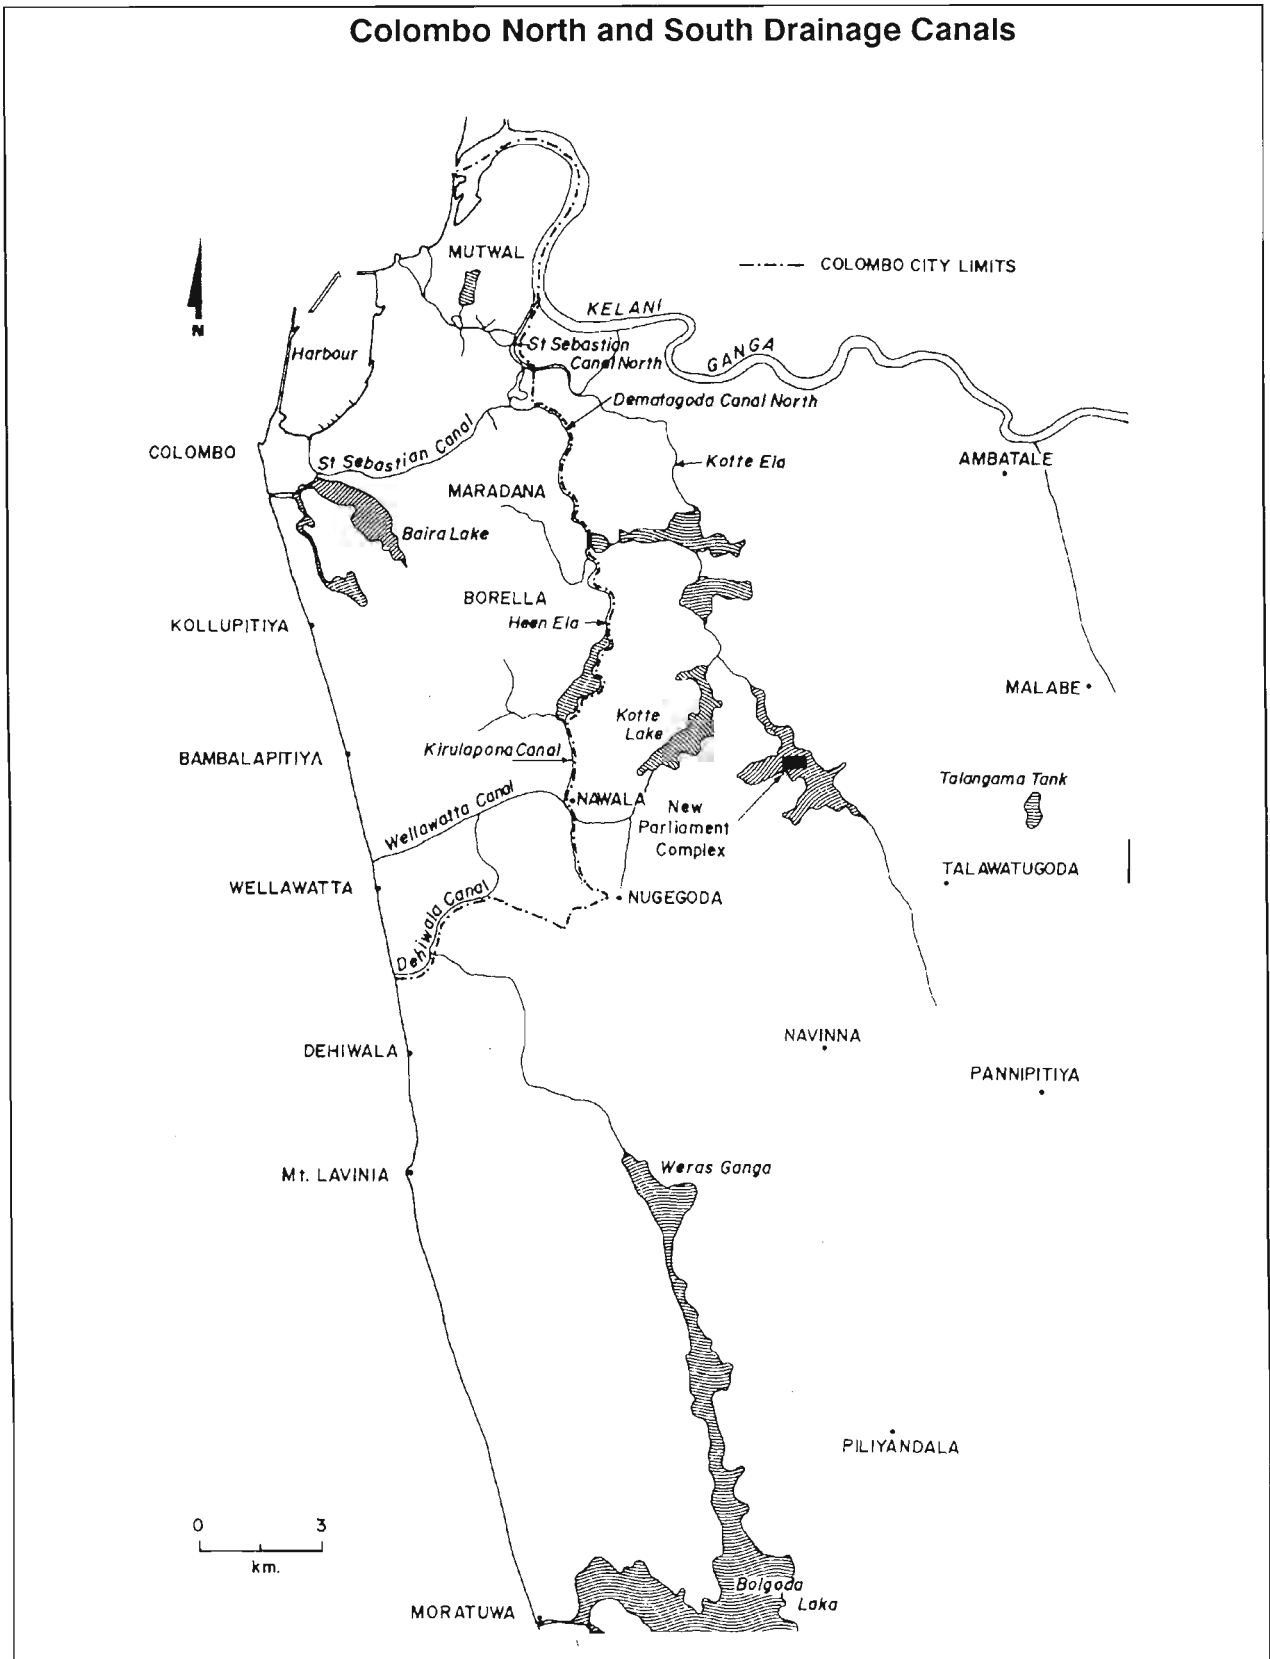 Colombo North and South Drainage Canals
MUTWAL
COLOMBO CITY LIMITS
KELANI
GANGA
N
Harbour
St Sebastian
Canal North
Dematagoda Canal North
COLOMBO
St Sebastian Canal
Kotte Ela
AMBATALE
MARADANA
Baira Lake
BORELLA
Heen Ela
KOLLUPITIYA
MALABE
Kotte
Lake
Kirulapona Canal
BAMBALAPITIYA
Talangama Tank
NAWALA
New
Parliament
Complex
Wellawatta Canal
TALAWATUGODA
WELLAWATTA
Dehiwala Canal
NUGEGODA
NAVINNA
DEHIWALA
PANNIPITIYA
Mt. LAVINIA
Weras Ganga
PILIYANDALA
0 3
km.
Bolgoda
Laka
MORATUWA